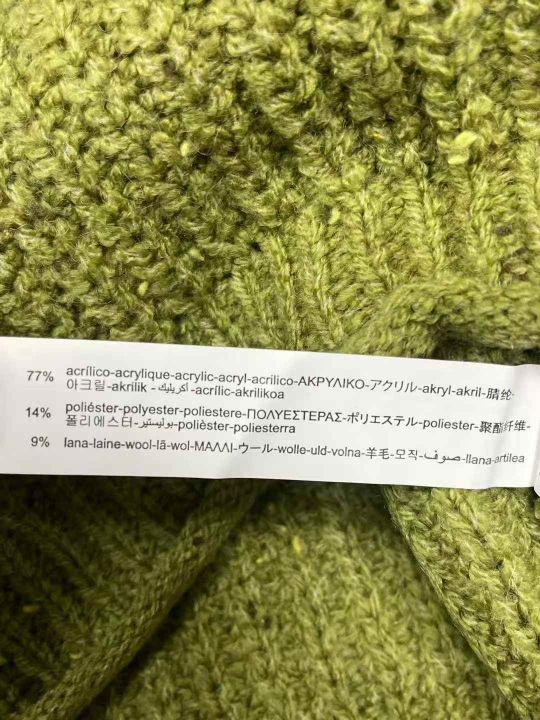 77% acrílico-acrylique-acrylic-acryl-acrilico-ΑΚΡΥΛΙΚΟ-アクリル-akryl-akril-腈纶-
아크릴-akrilik - أكريليك -acrílic-akrilikoa
14% poliéster-polyester-poliestere-ΠΟΛΥΕΣΤΕΡΑΣ-ポリエステル-poliester-聚酯纤维-
폴리에스터-بوليستير-polièster-poliesterra
9% lana-laine-wool-lã-wol-ΜΑΛΛΙ-ウール-wolle-uld-volna-羊毛-모직-صوف-llana-artilea